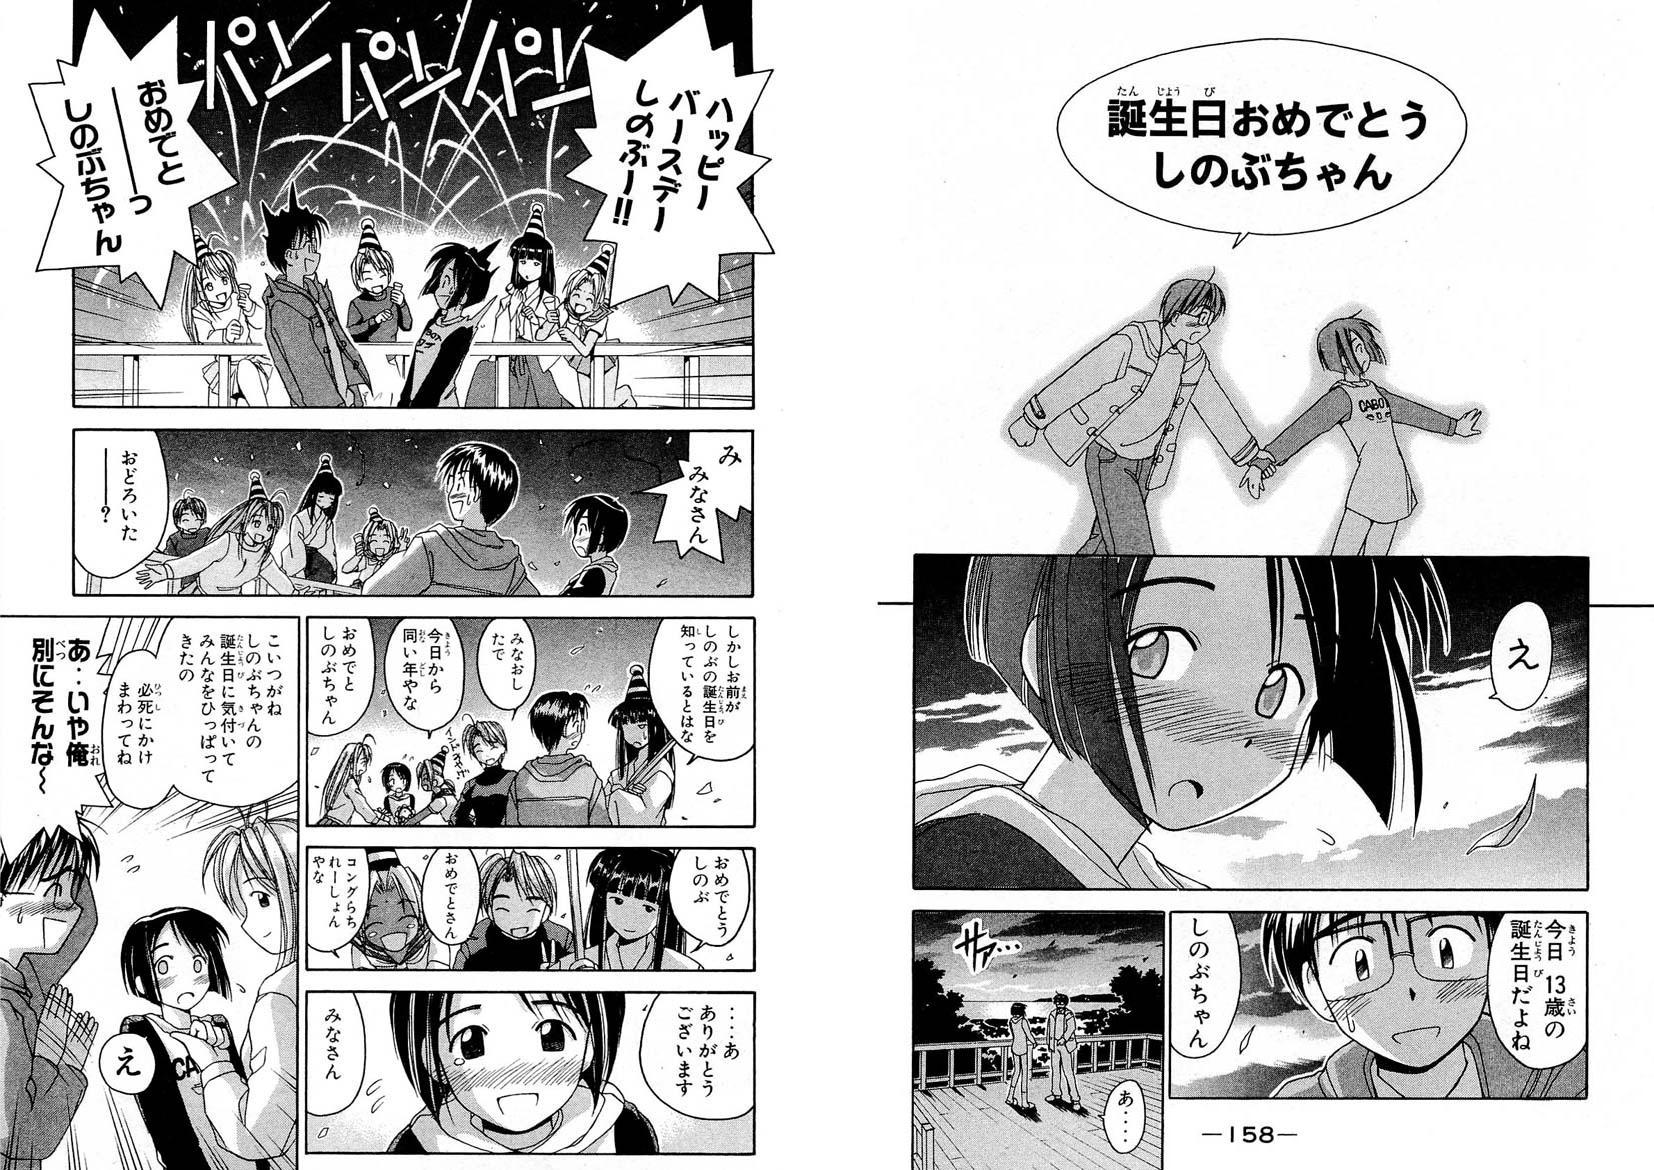 誕生日おめでとう
しのぶちゃん
え
今日 13歳の
誕生日だよね
しのぶちゃん
サァ・・・
あ・・・・
—158—
パンパンパン
ハッピー
バースデー
しのぶー!!
おめでと
――っ
しのぶちゃん
み
みなさん
おどろいた
――?
しかしお前が
しのぶの誕生日を
知っているとはな
みなおし
たで
今日から
同い年やな
おめでと
しのぶちゃん
おめでとう
しのぶ
おめでとさん
コングらち
れーしょん
やな
・・・・あ
ありがとう
ございます
みなさん
こいつがね
しのぶちゃんの
誕生日に気付いて
みんなをひっぱって
きたの
必死にかけ
まわってね
あ・・いや俺
別にそんな～
え